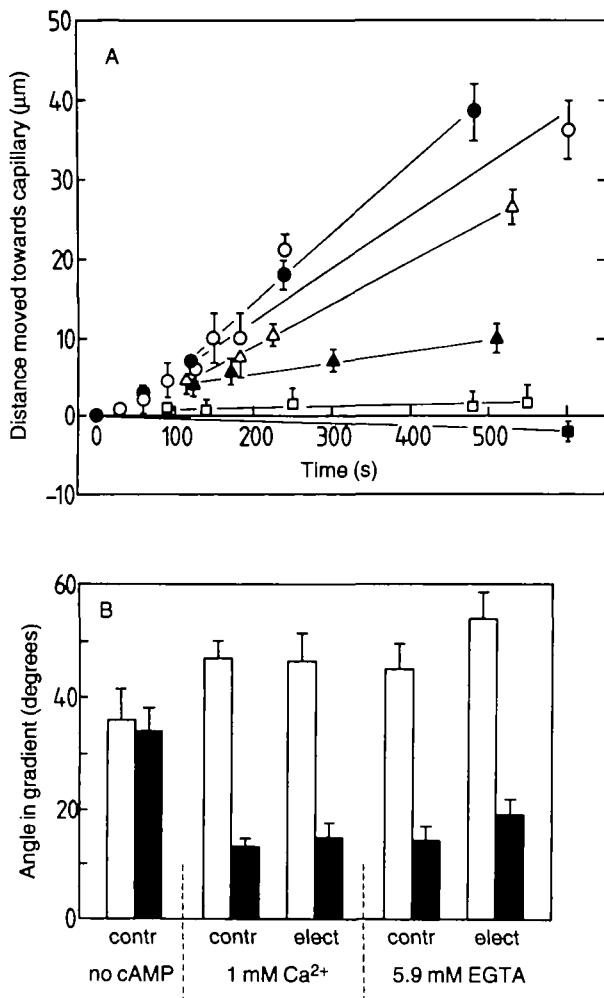 A
Distance moved towards capillary (μm)
50
40
30
20
10
0
−10
100 200 300 400 500
Time (s)
B
Angle in gradient (degrees)
60
40
20
0
contr contr elect contr elect
no cAMP 1 mM Ca²⁺ 5.9 mM EGTA